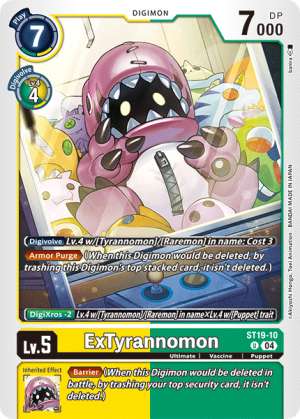 DIGIMON
Play
7
7000
DP
Digivolve
Lv.4
4
Digivolve Lv.4 w/[Tyrannomon]/[Raremon] in name: Cost 3
Armor Purge (When this Digimon would be deleted, by
trashing this Digimon's top stacked card, it isn't deleted.)
DigiXros -2 Lv.4 w/[Tyrannomon]/[Raremon] in name×Lv.4 w/[Puppet] trait
©Akiyoshi Hongo, Toei Animation · BANDAI MADE IN JAPAN
Lv.5
ExTyrannomon
ST19-10
04
Ultimate
Vaccine
Puppet
Inherited Effect
Barrier (When this Digimon would be deleted in
battle, by trashing your top security card, it isn't
deleted.)